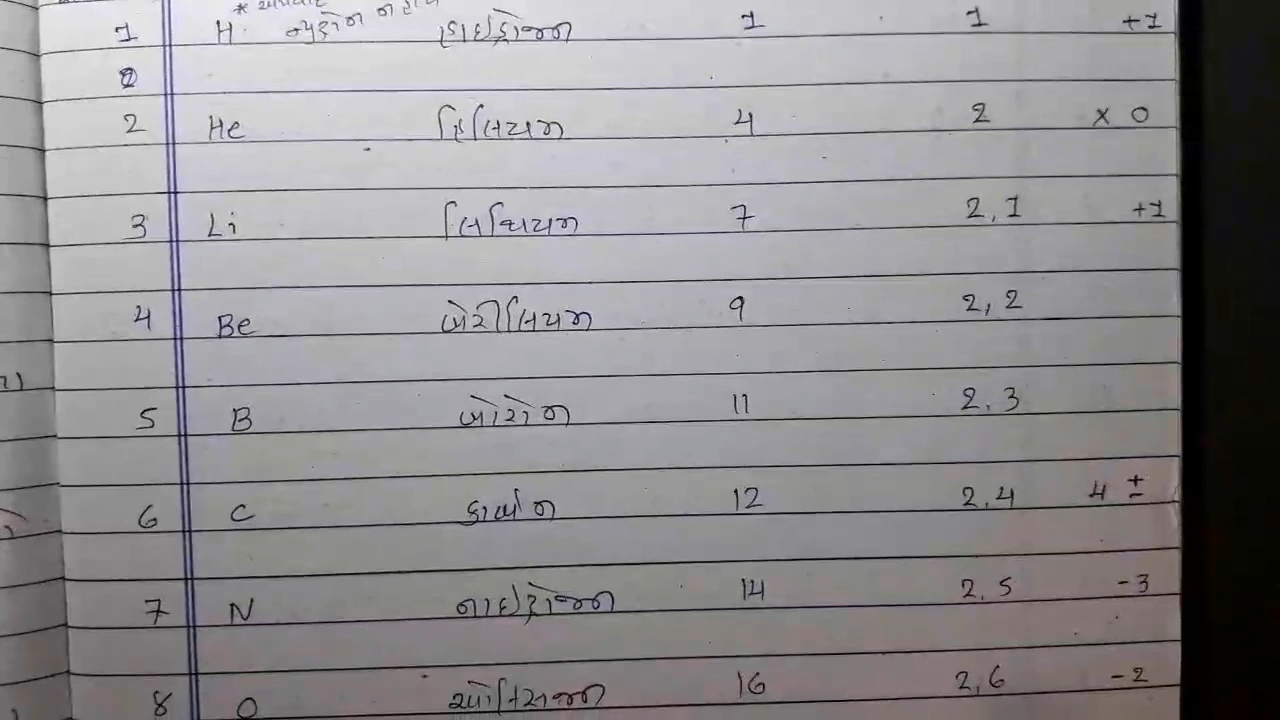 * અપવાદ
1 H. ન્યુટ્રોન હાઇડ્રોજન 1 1 +1
2
2 He હિલિયમ 4 2 × 0
3 Li લિથિયમ 7 2, 1 +1
4 Be બેરીલિયમ 9 2, 2
5 B બોરોન 11 2, 3
6 C કાર્બન 12 2, 4 4 ±
7 N નાઇટ્રોજન 14 2, 5 -3
8 O ઓક્સિજન 16 2, 6 -2